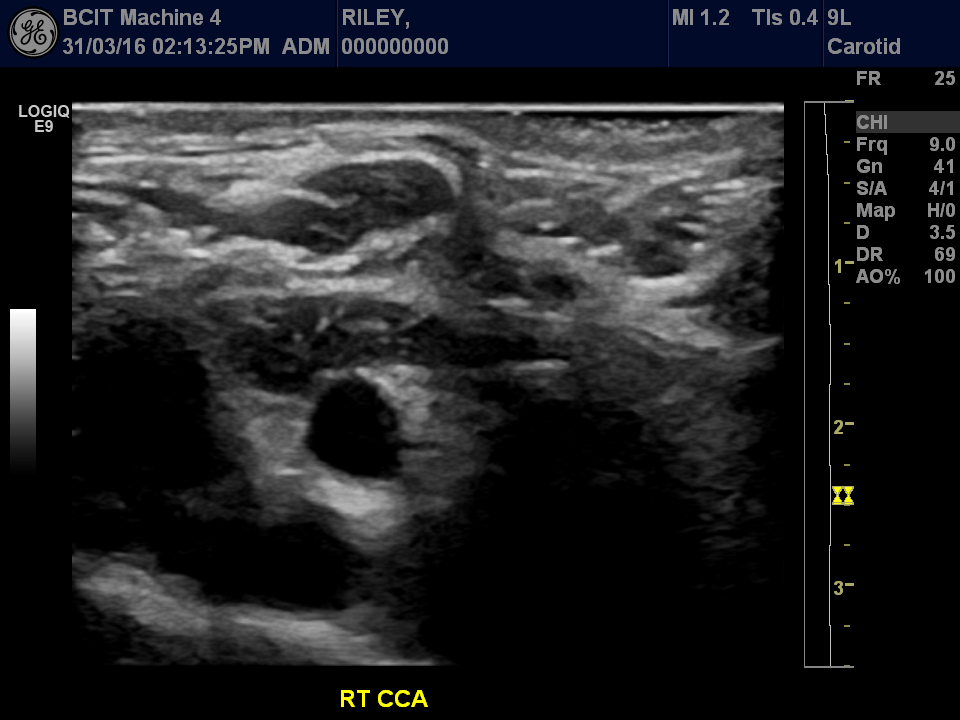 BCIT Machine 4
31/03/16 02:13:25PM ADM
RILEY,
000000000
MI 1.2 TIs 0.4
9L
Carotid
LOGIQ
E9
FR 25
CHI
Frq 9.0
Gn 41
S/A 4/1
Map H/0
D 3.5
DR 69
AO% 100
1
2
3
RT CCA